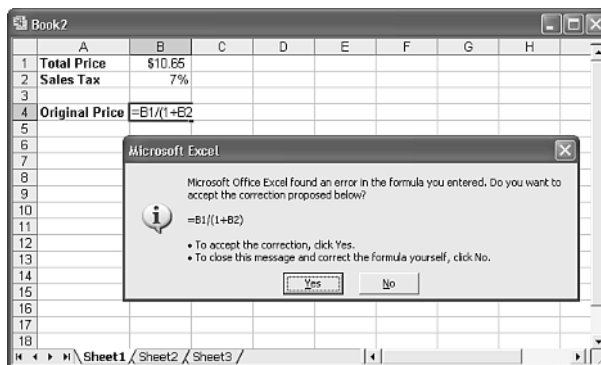 Book2
A B C D E F G H
1 Total Price $10.65
2 Sales Tax 7%
3
4 Original Price =B1/(1+B2
5
6
7
8
9
10
11
12
13
14
15
16
17
18
Microsoft Excel
Microsoft Office Excel found an error in the formula you entered. Do you want to
accept the correction proposed below?
=B1/(1+B2)
• To accept the correction, click Yes.
• To close this message and correct the formula yourself, click No.
Yes No
Sheet1 / Sheet2 / Sheet3 /